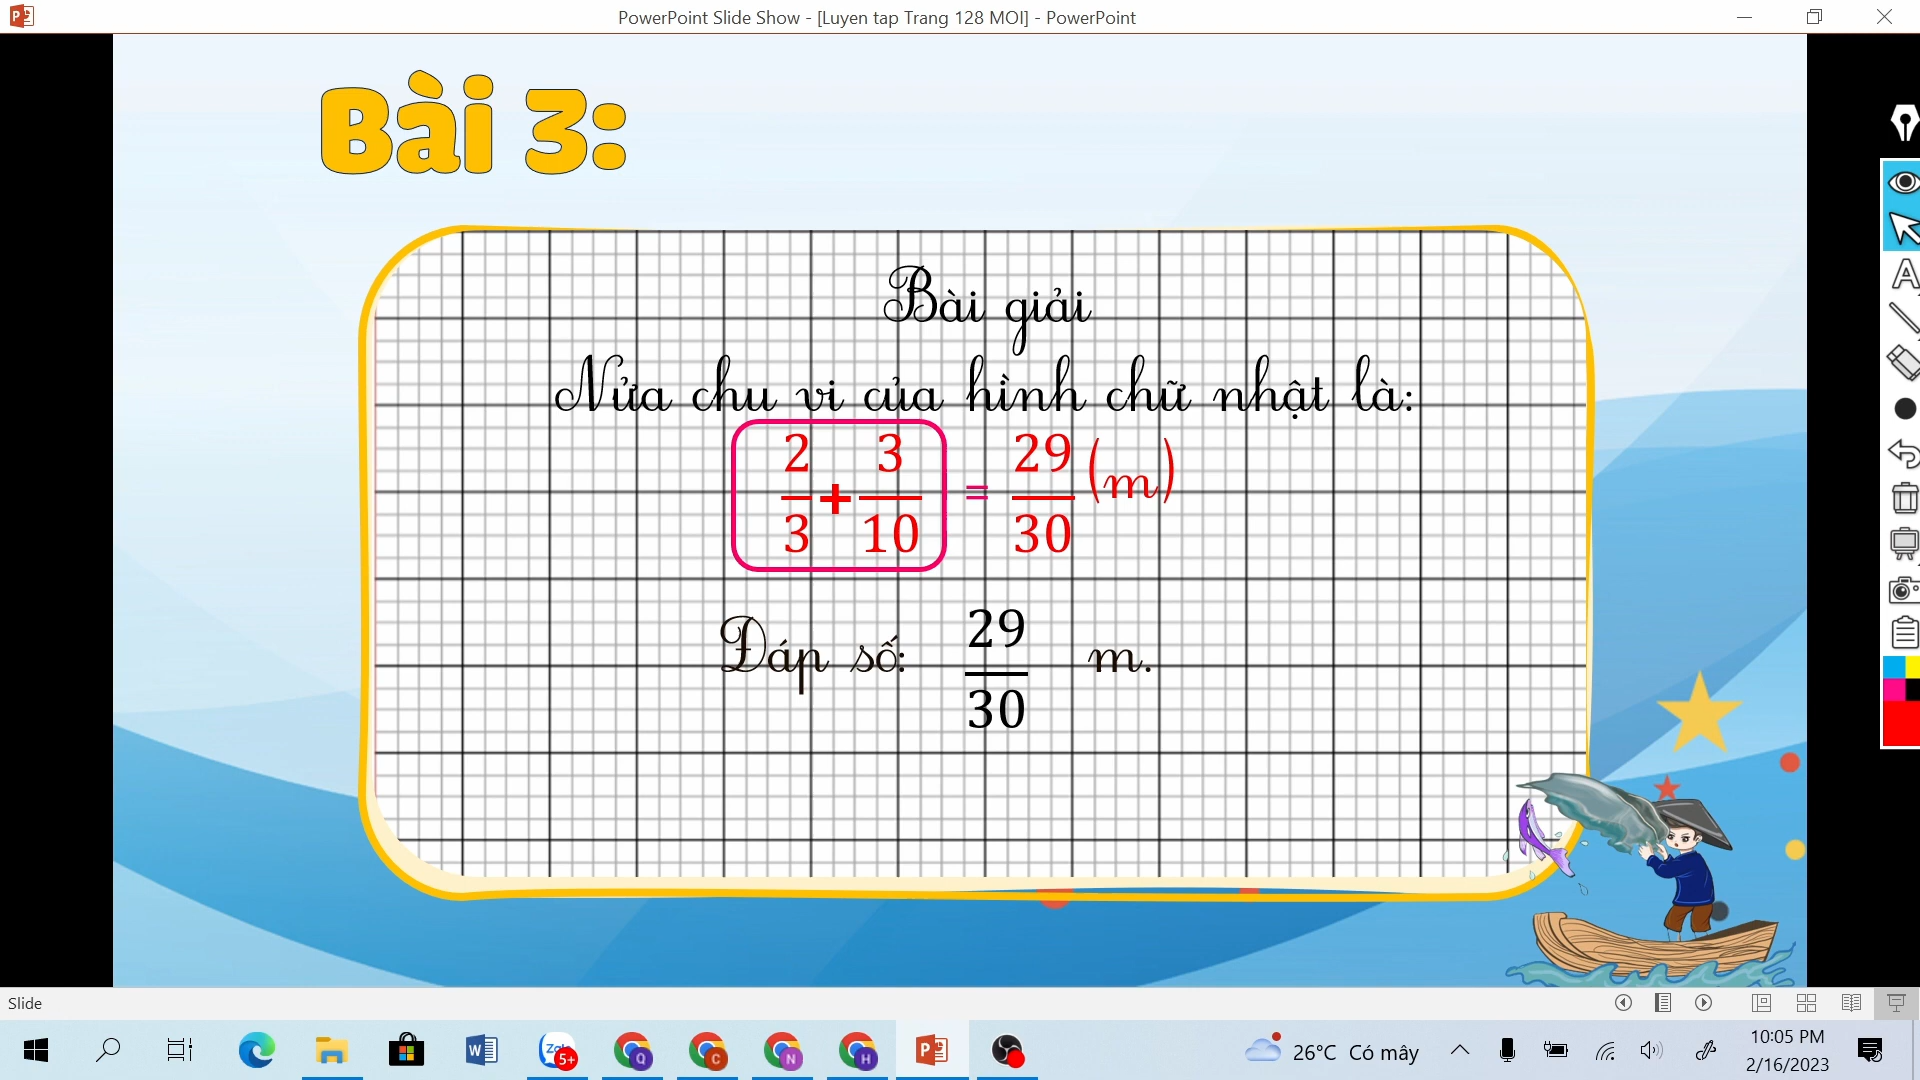 PowerPoint Slide Show - [Luyen tap Trang 128 MOI] - PowerPoint
Bài 3:
Bài giải
Nửa chu vi của hình chữ nhật là:
2/3 + 3/10 = 29/30 (m)
Đáp số: 29/30 m.
Slide
26°C Có mây
10:05 PM
2/16/2023